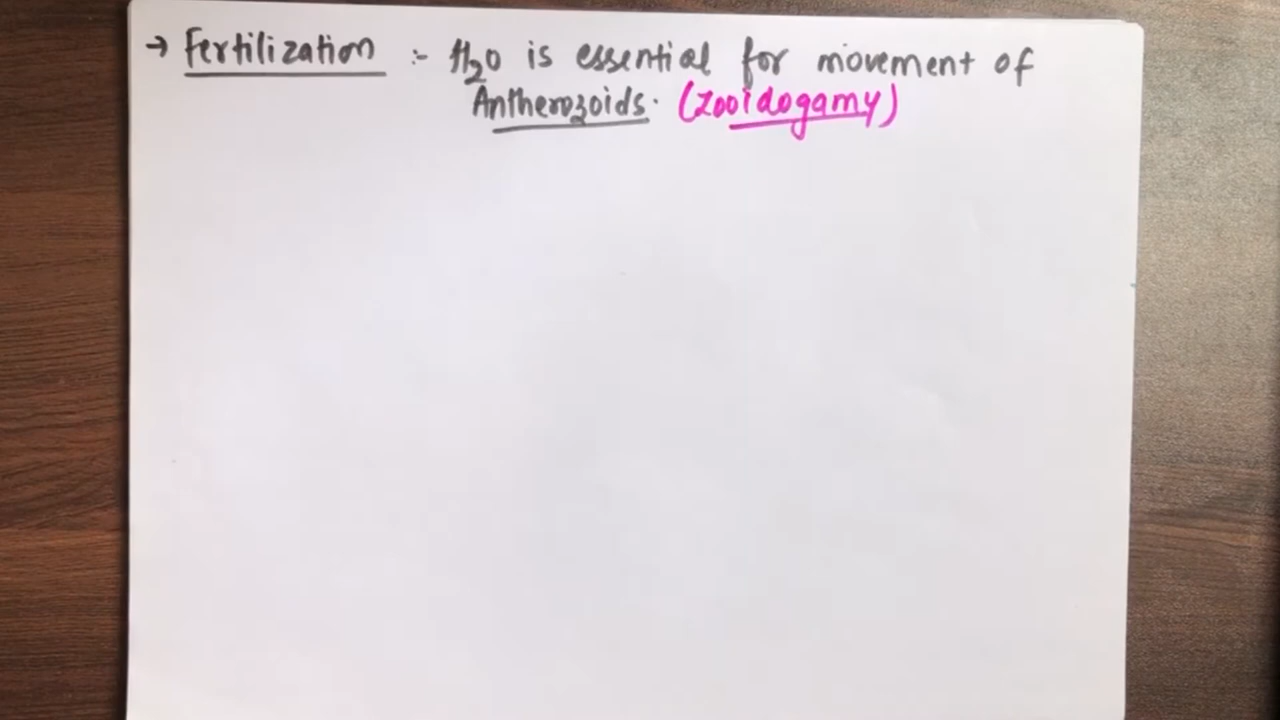 → Fertilization :- H2O is essential for movement of
Antherozoids. (Zooidogamy)